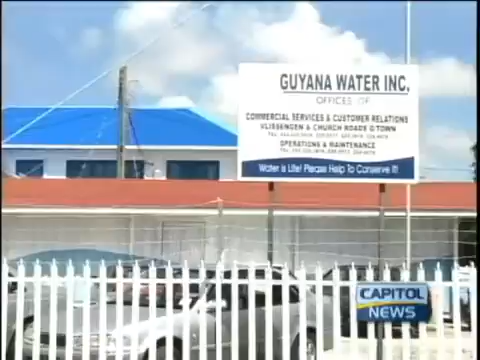 GUYANA WATER INC.
OFFICES OF
COMMERCIAL SERVICES & CUSTOMER RELATIONS
VLISSENGEN & CHURCH ROADS G/TOWN
OPERATIONS & MAINTENANCE
Water is Life! Please Help To Conserve It!
CAPITOL
NEWS